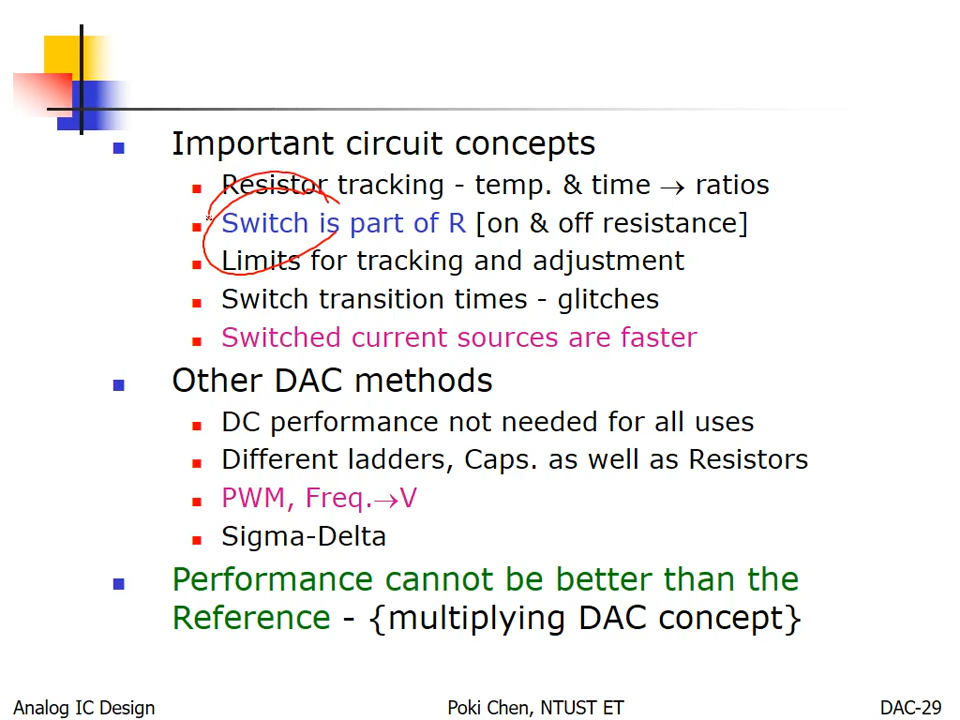 Important circuit concepts
Resistor tracking - temp. & time → ratios
Switch is part of R [on & off resistance]
Limits for tracking and adjustment
Switch transition times - glitches
Switched current sources are faster
Other DAC methods
DC performance not needed for all uses
Different ladders, Caps. as well as Resistors
PWM, Freq.→V
Sigma-Delta
Performance cannot be better than the
Reference - {multiplying DAC concept}
Analog IC Design Poki Chen, NTUST ET DAC-29